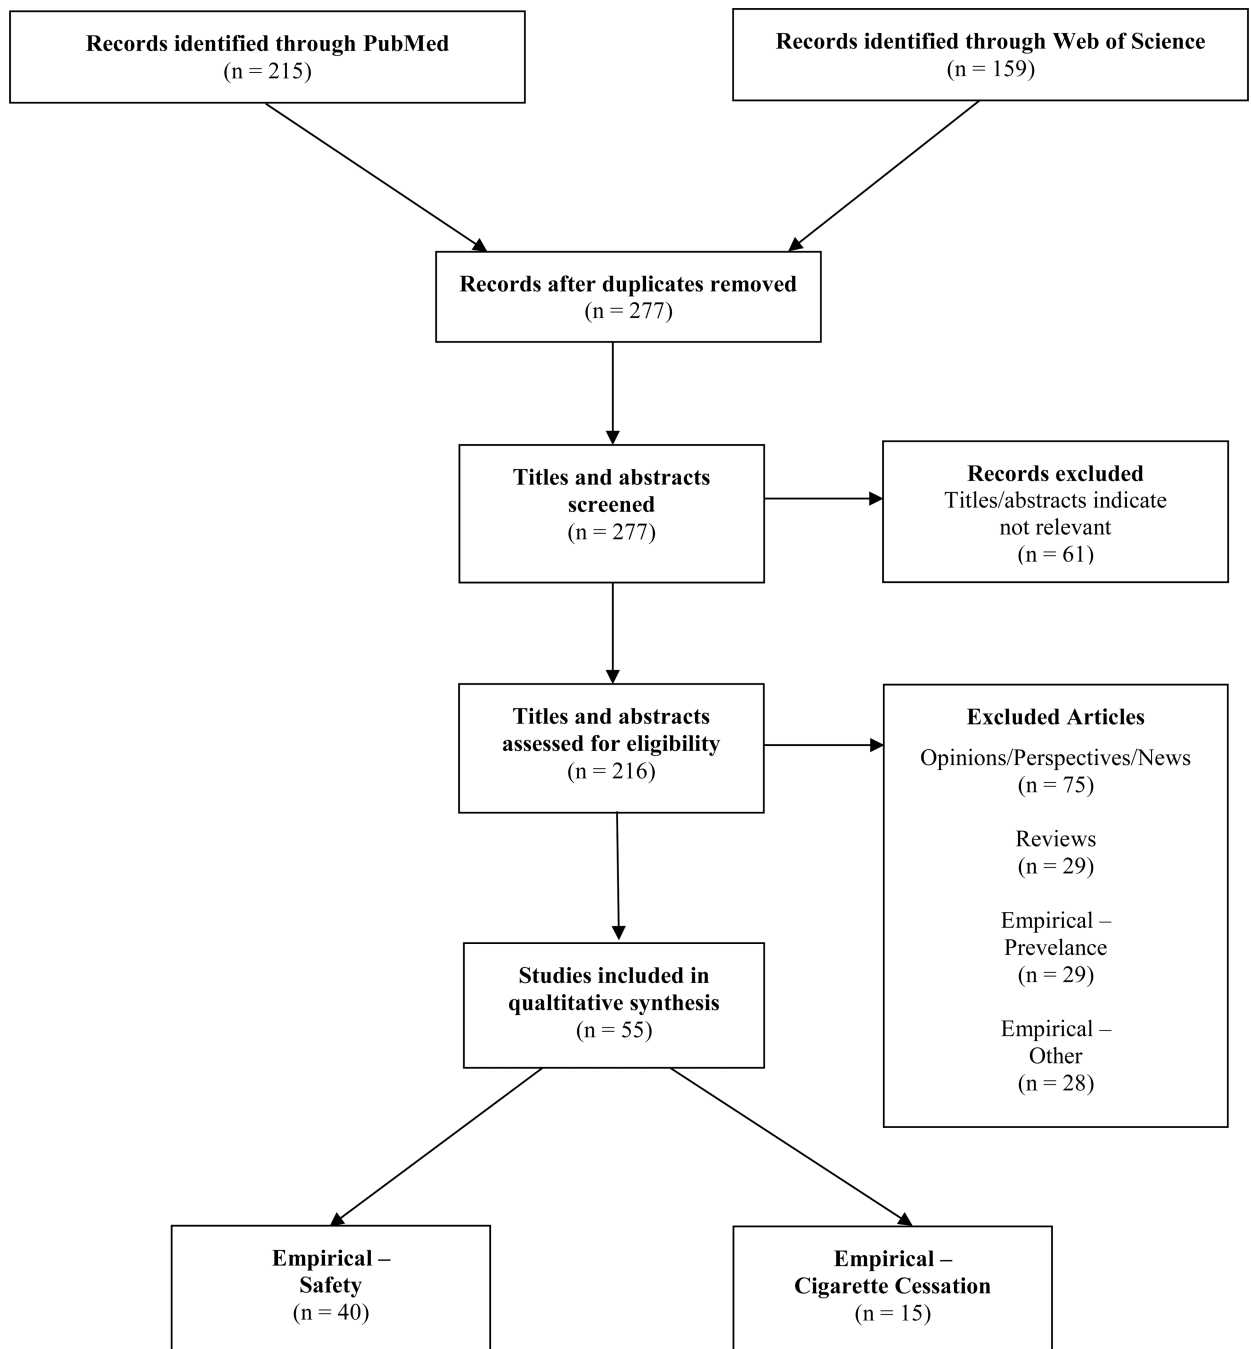 Records identified through PubMed
(n = 215)
Records identified through Web of Science
(n = 159)
Records after duplicates removed
(n = 277)
Titles and abstracts
screened
(n = 277)
Records excluded
Titles/abstracts indicate
not relevant
(n = 61)
Titles and abstracts
assessed for eligibility
(n = 216)
Excluded Articles
Opinions/Perspectives/News
(n = 75)
Reviews
(n = 29)
Empirical –
Prevelance
(n = 29)
Empirical –
Other
(n = 28)
Studies included in
qualtitative synthesis
(n = 55)
Empirical –
Safety
(n = 40)
Empirical –
Cigarette Cessation
(n = 15)